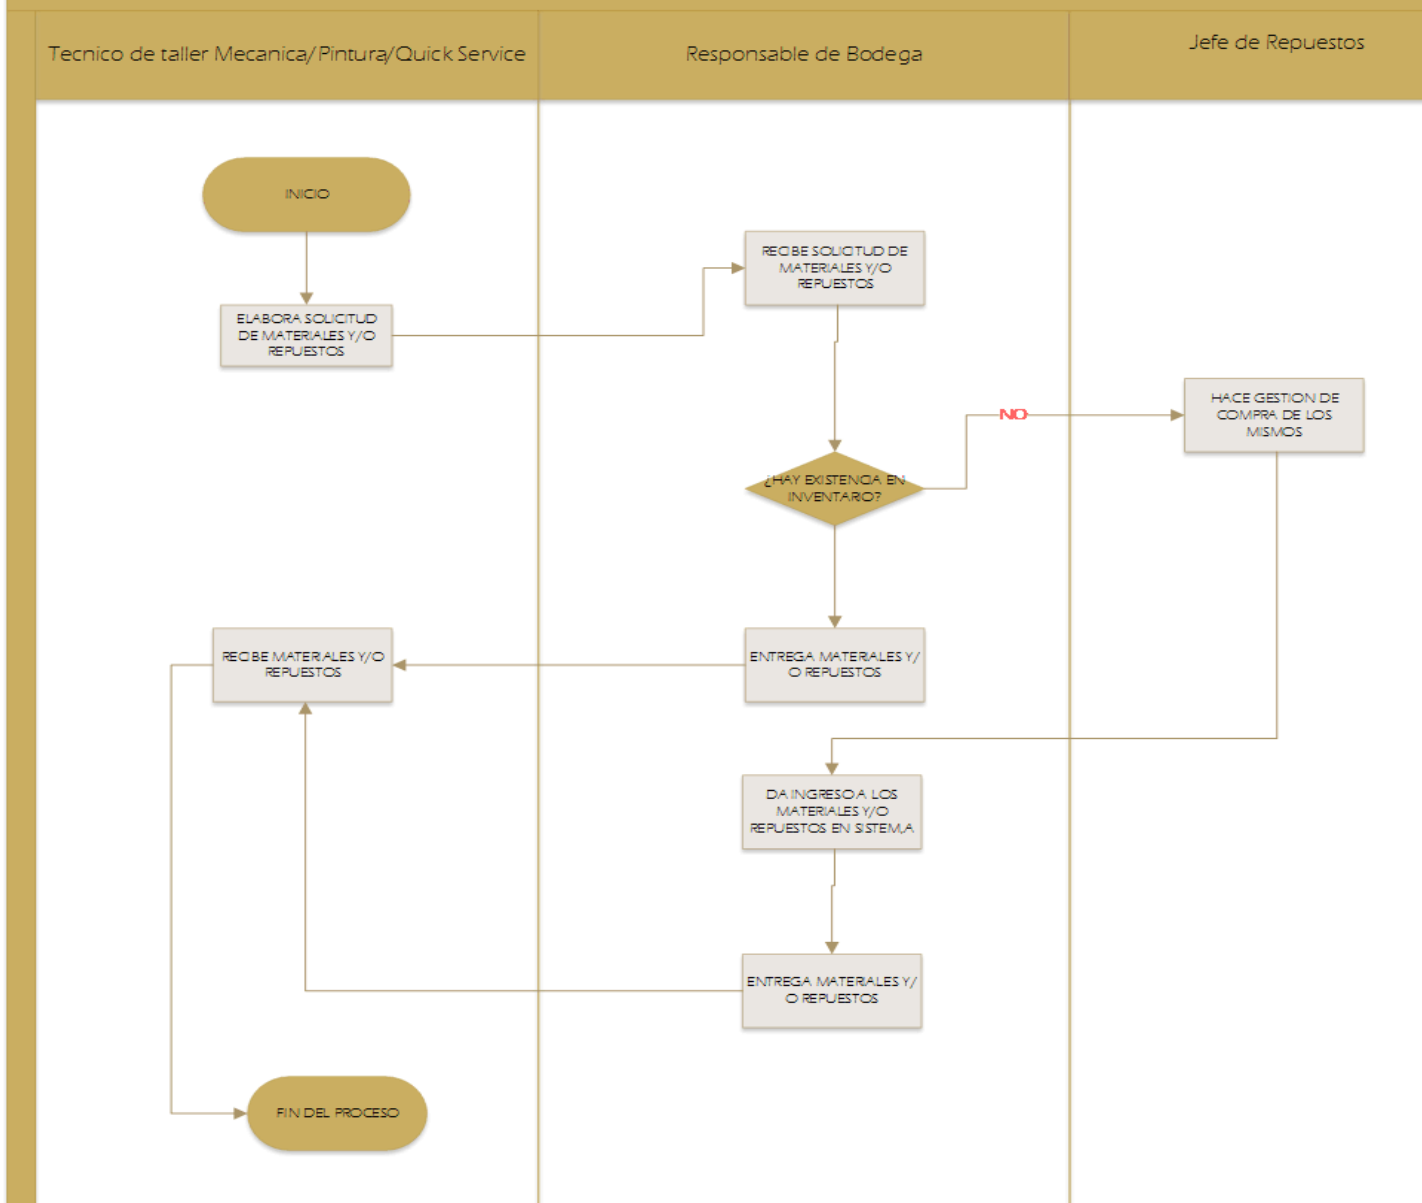 Tecnico de taller Mecanica/Pintura/Quick Service
Responsable de Bodega
Jefe de Repuestos
INICIO
ELABORA SOLICITUD
DE MATERIALES Y/O
REPUESTOS
RECIBE SOLICITUD DE
MATERIALES Y/O
REPUESTOS
¿HAY EXISTENCIA EN
INVENTARIO?
NO
HACE GESTION DE
COMPRA DE LOS
MISMOS
ENTREGA MATERIALES Y/
O REPUESTOS
RECIBE MATERIALES Y/O
REPUESTOS
DA INGRESO A LOS
MATERIALES Y/O
REPUESTOS EN SISTEM,A
ENTREGA MATERIALES Y/
O REPUESTOS
FIN DEL PROCESO